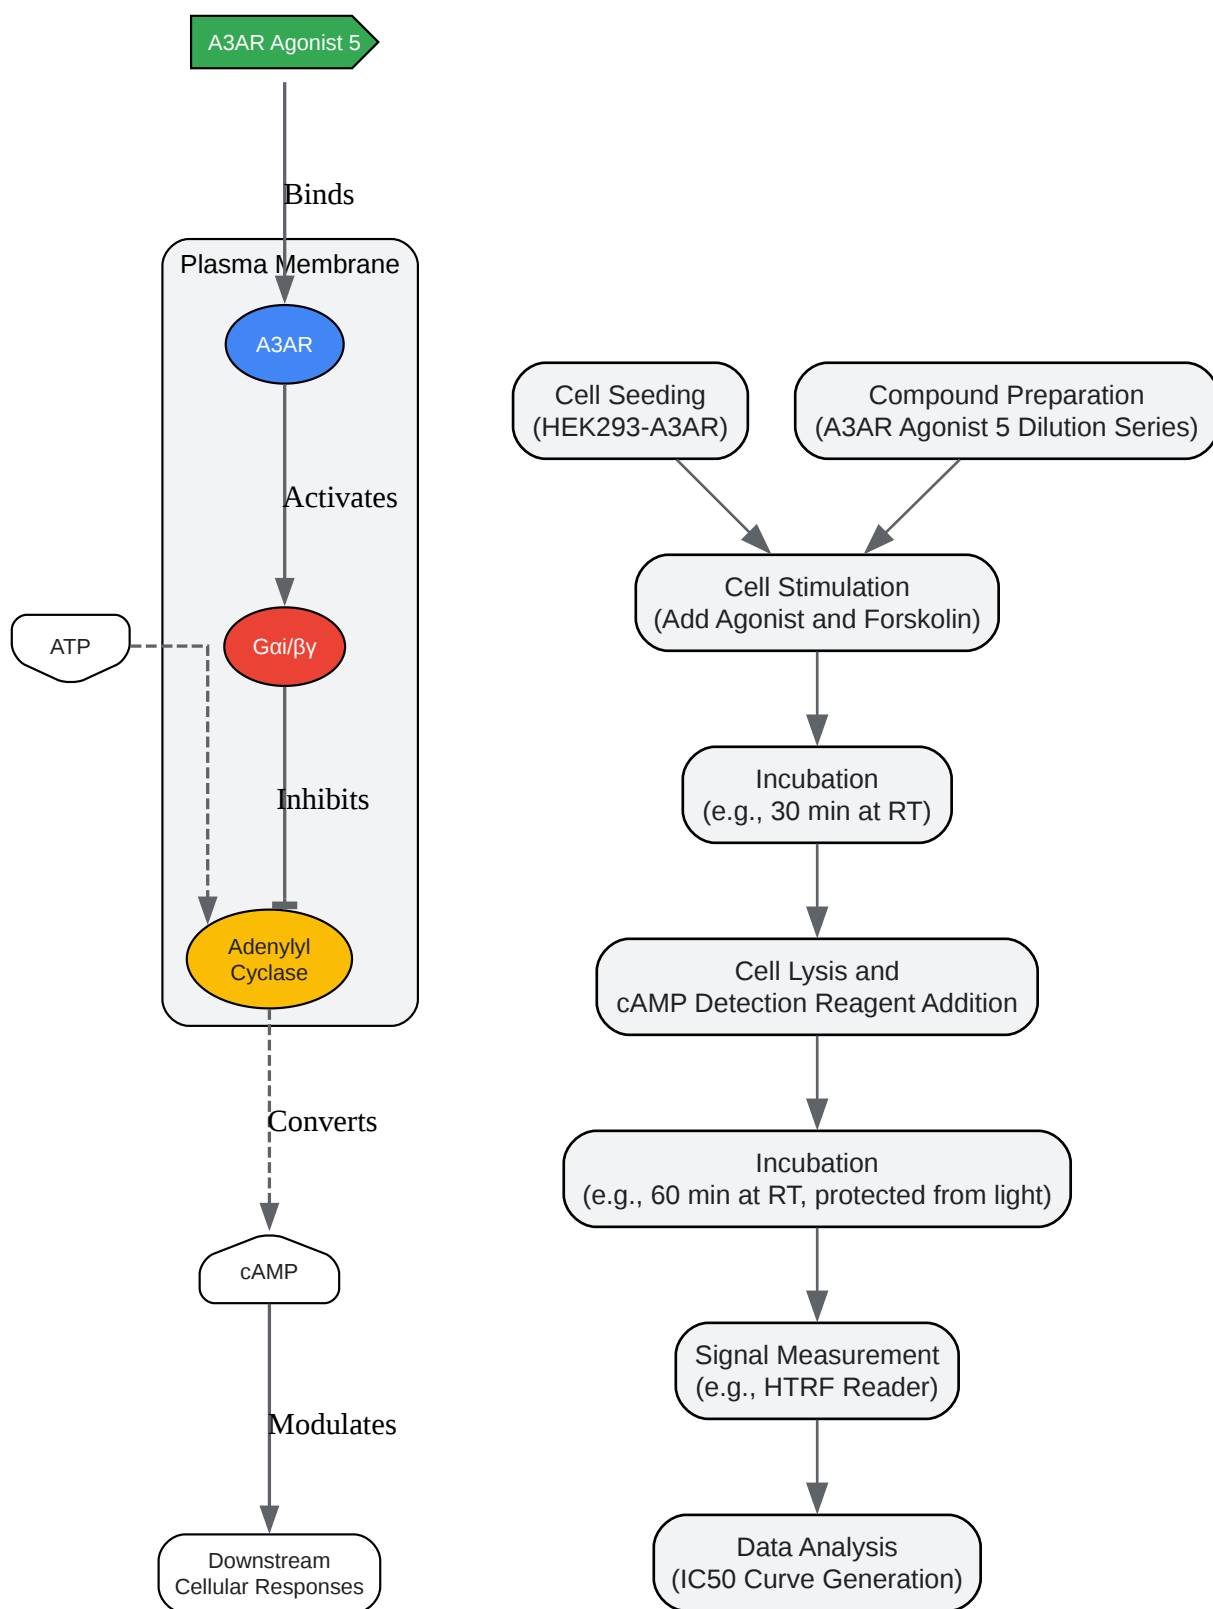 A3AR Agonist 5
Binds
Plasma Membrane
A3AR
Activates
ATP
Gαi/βγ
Inhibits
Adenylyl
Cyclase
Converts
cAMP
Modulates
Downstream
Cellular Responses
Cell Seeding
(HEK293-A3AR)
Compound Preparation
(A3AR Agonist 5 Dilution Series)
Cell Stimulation
(Add Agonist and Forskolin)
Incubation
(e.g., 30 min at RT)
Cell Lysis and
cAMP Detection Reagent Addition
Incubation
(e.g., 60 min at RT, protected from light)
Signal Measurement
(e.g., HTRF Reader)
Data Analysis
(IC50 Curve Generation)